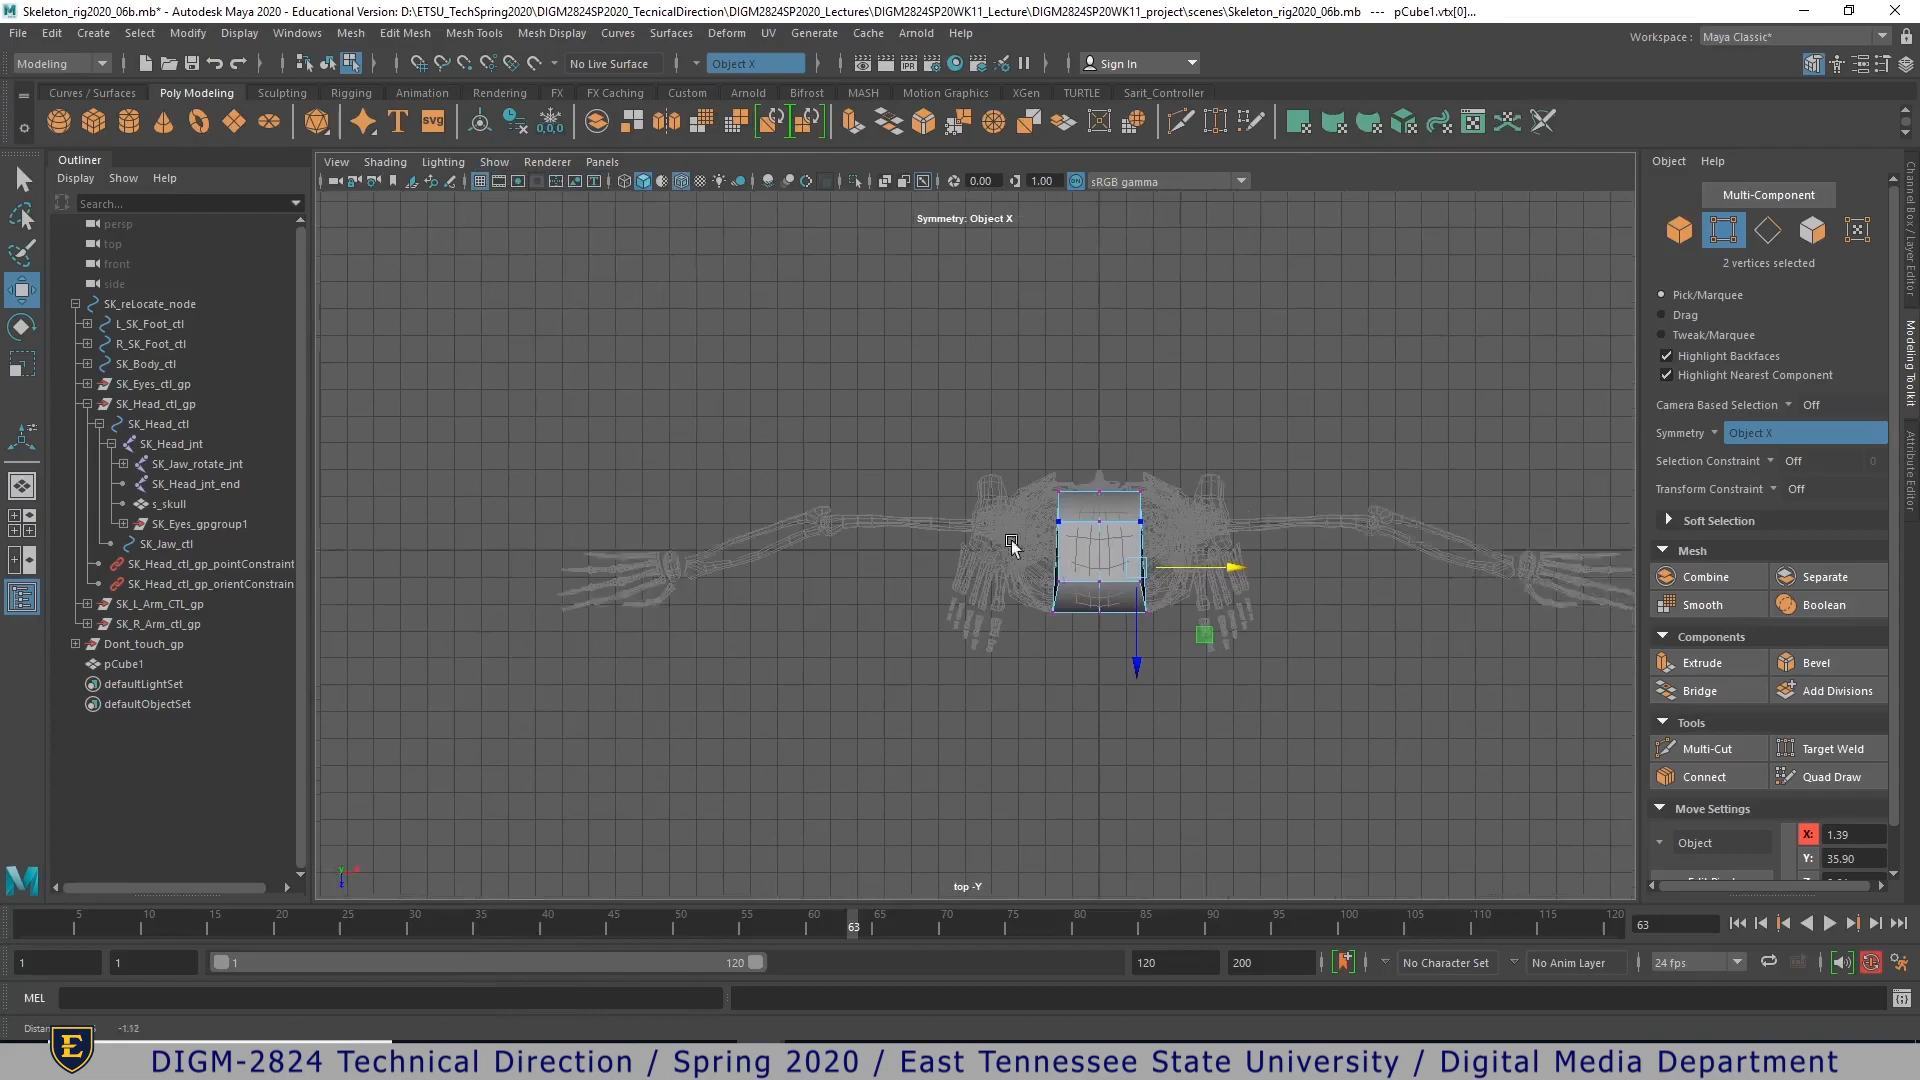 Skeleton_rig2020_06b.mb* - Autodesk Maya 2020 - Educational Version: D:\ETSU_TechSpring2020\DIGM2824SP2020_TecnicalDirection\DIGM2824SP2020_Lectures\DIGM2824SP20WK11_Lecture\DIGM2824SP20WK11_project\scenes\Skeleton_rig2020_06b.mb --- pCube1.vtx[0]...
File Edit Create Select Modify Display Windows Mesh Edit Mesh Mesh Tools Mesh Display Curves Surfaces Deform UV Generate Cache Arnold Help
Workspace : Maya Classic*
Modeling No Live Surface Object X Sign In
Curves / Surfaces Poly Modeling Sculpting Rigging Animation Rendering FX FX Caching Custom Arnold Bifrost MASH Motion Graphics XGen TURTLE Sarit_Controller
Outliner
Display Show Help
Search...
persp
top
front
side
SK_reLocate_node
L_SK_Foot_ctl
R_SK_Foot_ctl
SK_Body_ctl
SK_Eyes_ctl_gp
SK_Head_ctl_gp
SK_Head_ctl
SK_Head_jnt
SK_Jaw_rotate_jnt
SK_Head_jnt_end
s_skull
SK_Eyes_gpgroup1
SK_Jaw_ctl
SK_Head_ctl_gp_pointConstraint
SK_Head_ctl_gp_orientConstrain
SK_L_Arm_CTL_gp
SK_R_Arm_ctl_gp
Dont_touch_gp
pCube1
defaultLightSet
defaultObjectSet
View Shading Lighting Show Renderer Panels
0.00 1.00 sRGB gamma
Symmetry: Object X
top -Y
Object Help
Multi-Component
2 vertices selected
Pick/Marquee
Drag
Tweak/Marquee
Highlight Backfaces
Highlight Nearest Component
Camera Based Selection Off
Symmetry Object X
Selection Constraint Off 0
Transform Constraint Off
Soft Selection
Mesh
Combine Separate
Smooth Boolean
Components
Extrude Bevel
Bridge Add Divisions
Tools
Multi-Cut Target Weld
Connect Quad Draw
Move Settings
Object X: 1.39
Y: 35.90
Channel Box / Layer Editor
Modeling Toolkit
Attribute Editor
5 10 15 20 25 30 35 40 45 50 55 60 65 70 75 80 85 90 95 100 105 110 115 120
63
63
1 1 1 120 120 200 No Character Set No Anim Layer 24 fps
MEL
-1.12
DIGM-2824 Technical Direction / Spring 2020 / East Tennessee State University / Digital Media Department